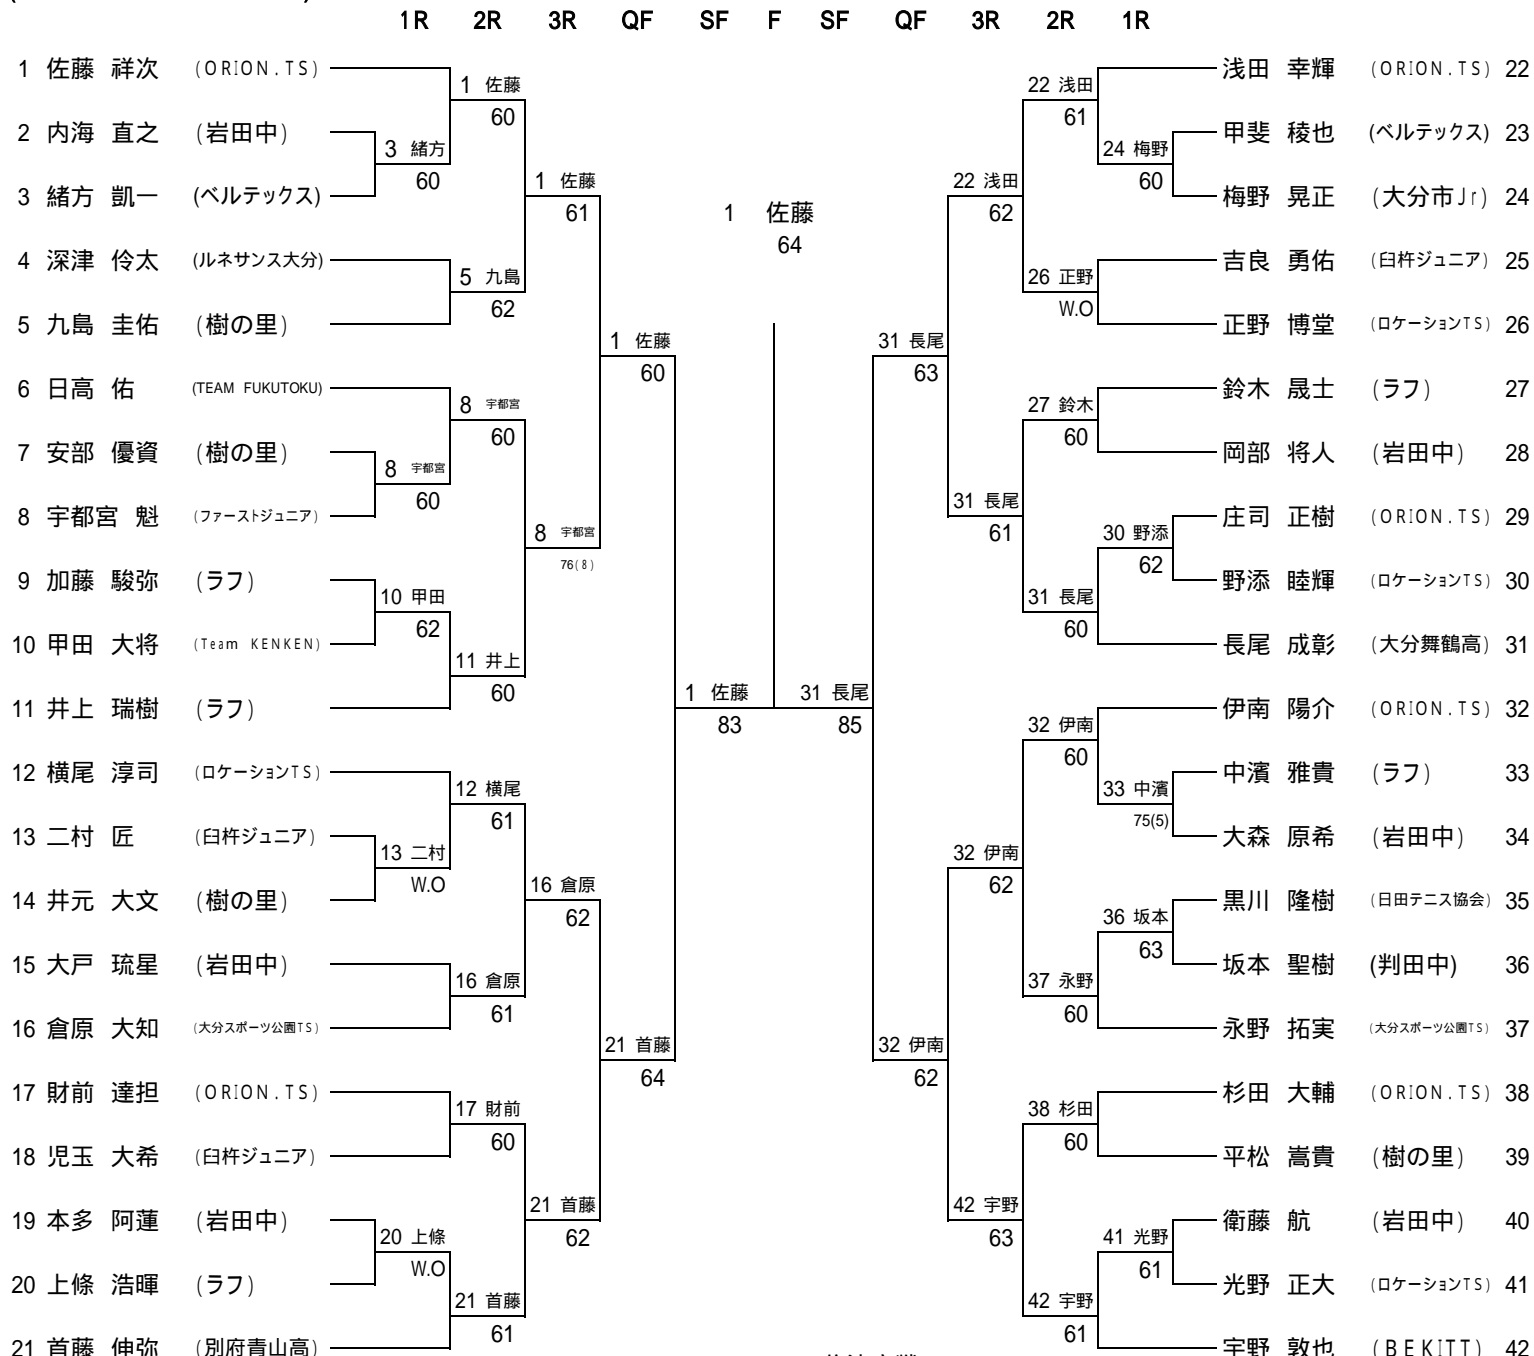 1R 2R 3R QF SF F SF QF 3R 2R 1R
1 佐藤 祥次 (ORION.TS)
2 内海 直之 (岩田中)
3 緒方 凱一 (ベルテックス)
4 深津 伶太 (ルネサンス大分)
5 九島 圭佑 (樹の里)
6 日高 佑 (TEAM FUKUTOKU)
7 安部 優資 (樹の里)
8 宇都宮 魁 (ファーストジュニア)
9 加藤 駿弥 (ラフ)
10 甲田 大将 (Team KENKEN)
11 井上 瑞樹 (ラフ)
12 横尾 淳司 (ロケーションTS)
13 二村 匠 (臼杵ジュニア)
14 井元 大文 (樹の里)
15 大戸 琉星 (岩田中)
16 倉原 大知 (大分スポーツ公園TS)
17 財前 達担 (ORION.TS)
18 児玉 大希 (臼杵ジュニア)
19 本多 阿蓮 (岩田中)
20 上條 浩暉 (ラフ)
21 首藤 伸弥 (別府青山高)
3 緒方
60
8 宇都宮
60
10 甲田
62
13 二村
W.O
20 上條
W.O
1 佐藤
60
5 九島
62
8 宇都宮
60
11 井上
60
12 横尾
61
16 倉原
61
17 財前
60
21 首藤
61
1 佐藤
61
8 宇都宮
76(8)
16 倉原
62
21 首藤
62
1 佐藤
60
21 首藤
64
1 佐藤
83
1 佐藤
64
31 長尾
85
31 長尾
63
32 伊南
62
22 浅田
62
31 長尾
61
32 伊南
62
42 宇野
63
22 浅田
61
26 正野
W.O
27 鈴木
60
31 長尾
60
32 伊南
60
37 永野
60
38 杉田
60
42 宇野
61
24 梅野
60
30 野添
62
33 中濱
75(5)
36 坂本
63
41 光野
61
浅田 幸輝 (ORION.TS) 22
甲斐 稜也 (ベルテックス) 23
梅野 晃正 (大分市Jr) 24
吉良 勇佑 (臼杵ジュニア) 25
正野 博堂 (ロケーションTS) 26
鈴木 晟士 (ラフ) 27
岡部 将人 (岩田中) 28
庄司 正樹 (ORION.TS) 29
野添 睦輝 (ロケーションTS) 30
長尾 成彰 (大分舞鶴高) 31
伊南 陽介 (ORION.TS) 32
中濱 雅貴 (ラフ) 33
大森 原希 (岩田中) 34
黒川 隆樹 (日田テニス協会) 35
坂本 聖樹 (判田中) 36
永野 拓実 (大分スポーツ公園TS) 37
杉田 大輔 (ORION.TS) 38
平松 嵩貴 (樹の里) 39
衛藤 航 (岩田中) 40
光野 正大 (ロケーションTS) 41
宇野 敦也 (BEKITT) 42